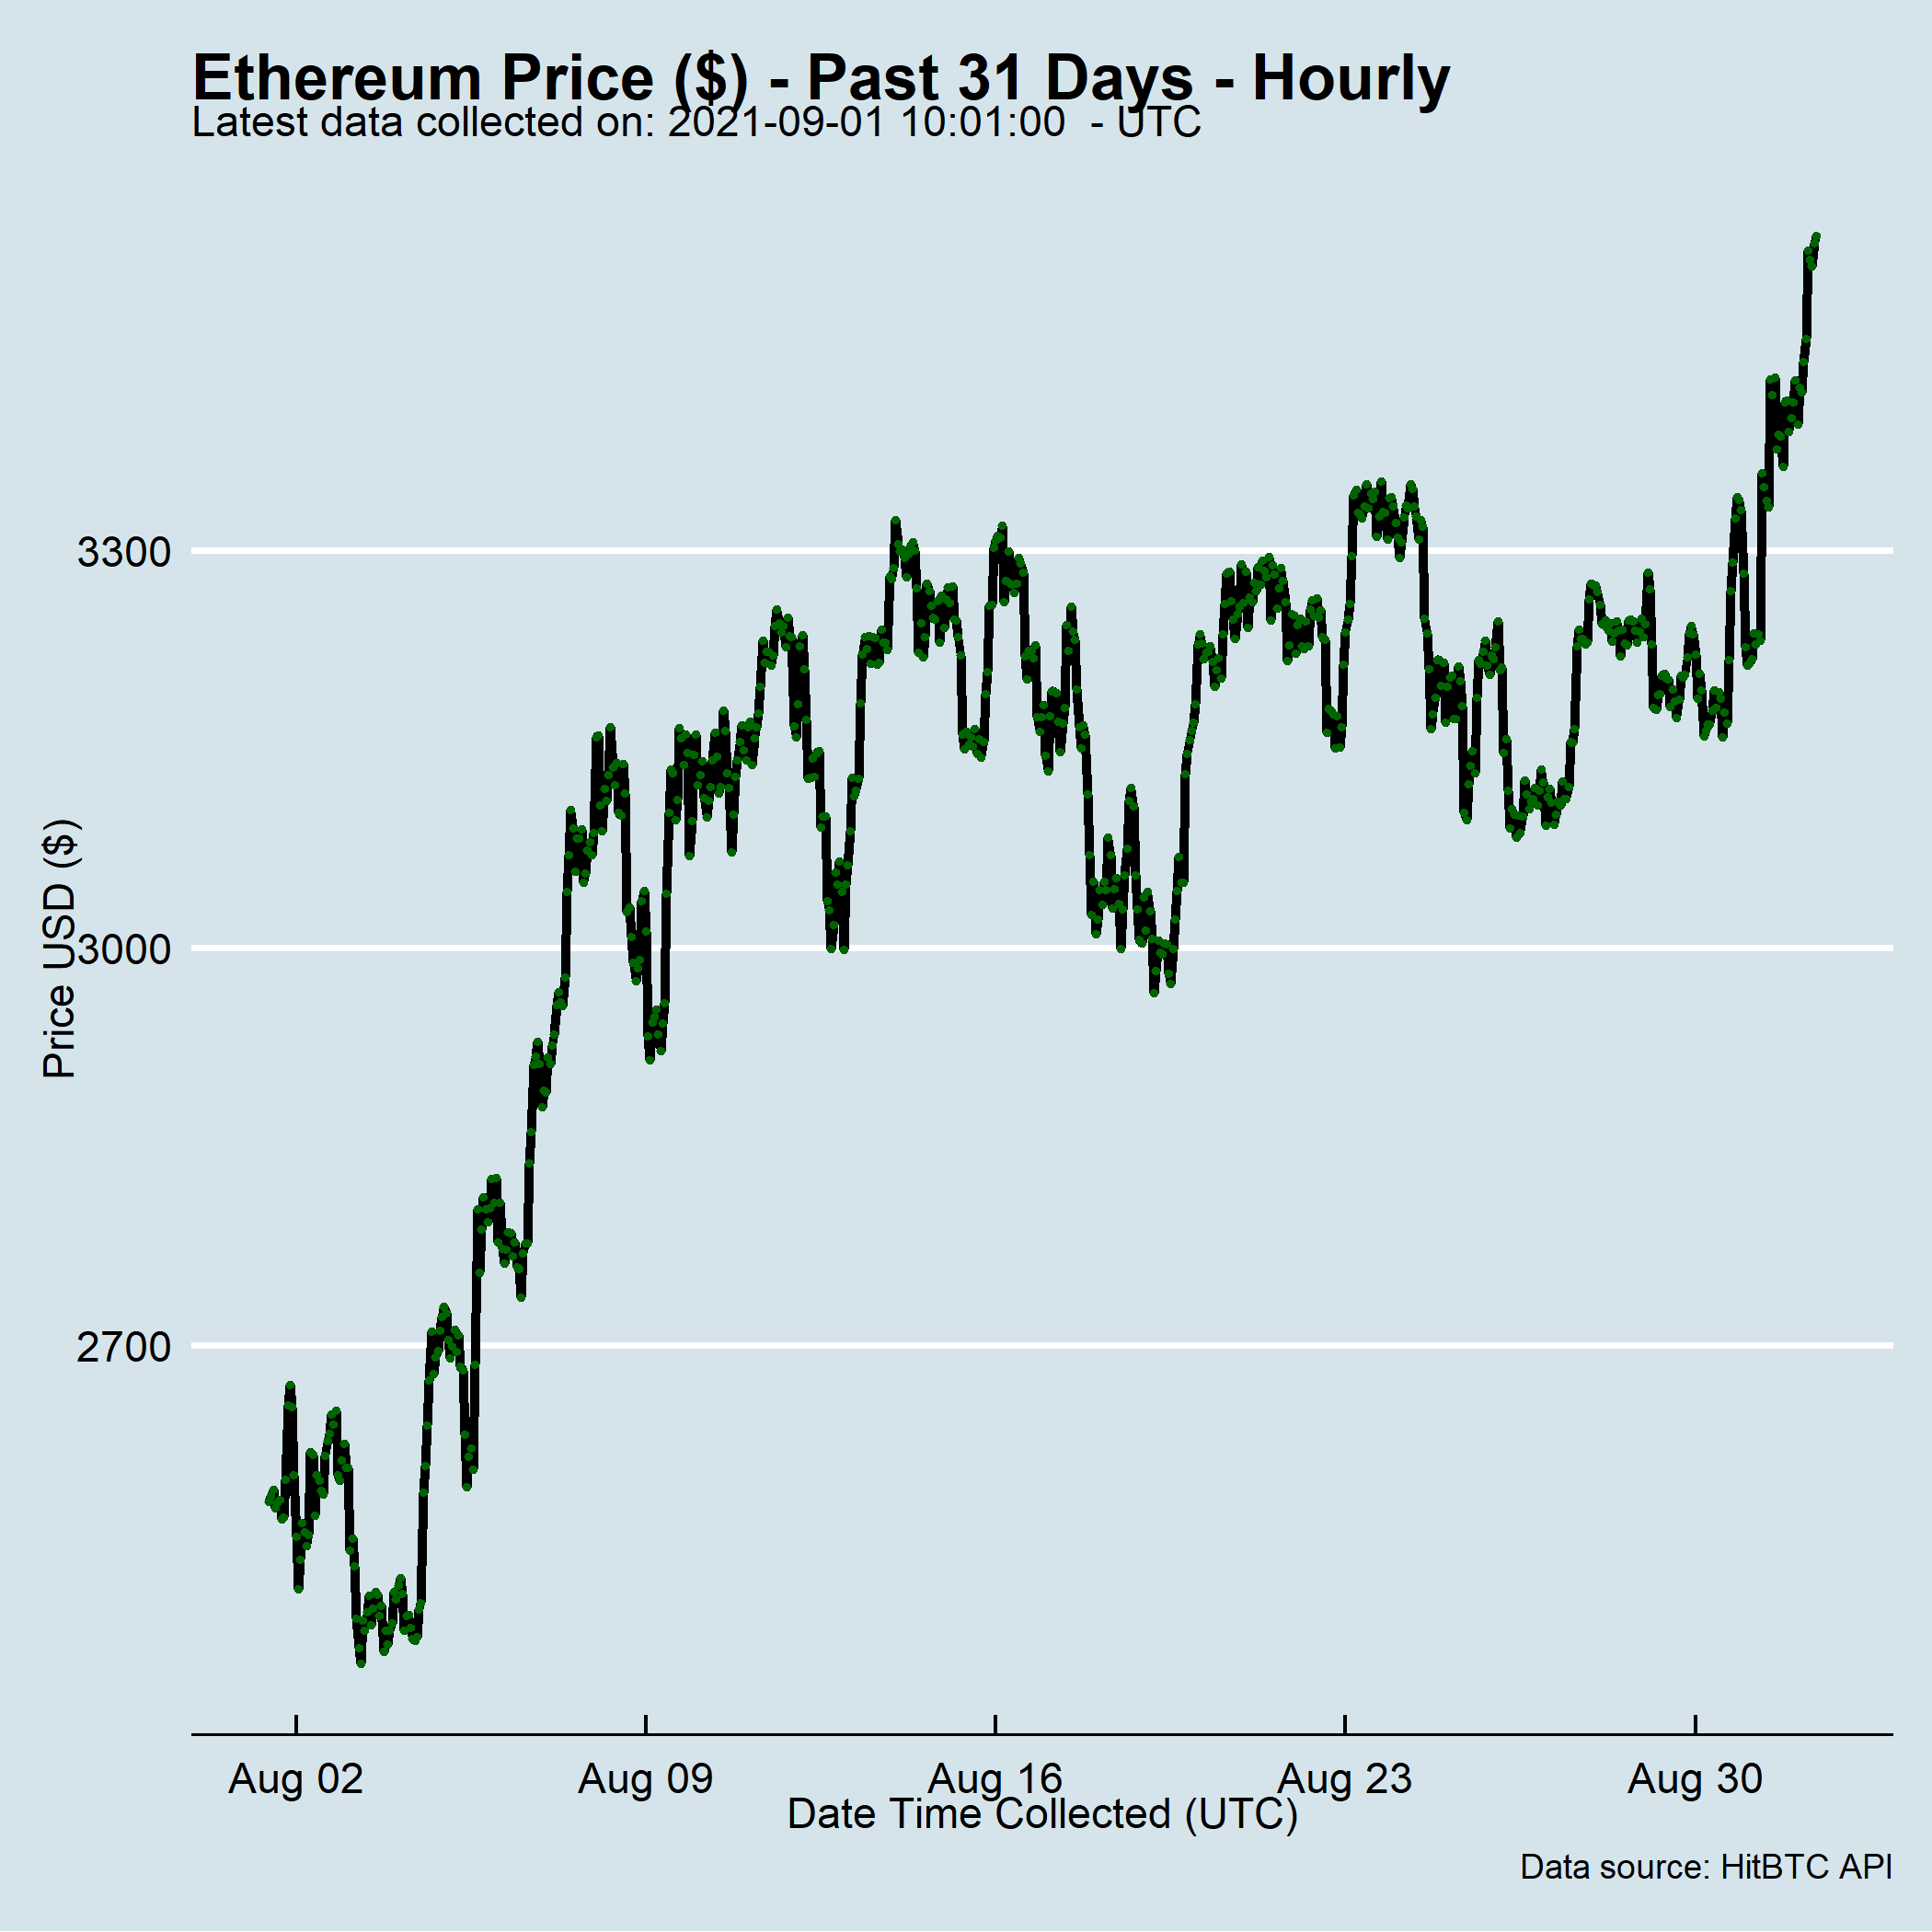 Ethereum Price ($) - Past 31 Days - Hourly
Latest data collected on: 2021-09-01 10:01:00  - UTC
3300
3000
2700
Price USD ($)
Aug 02
Aug 09
Aug 16
Aug 23
Aug 30
Date Time Collected (UTC)
Data source: HitBTC API